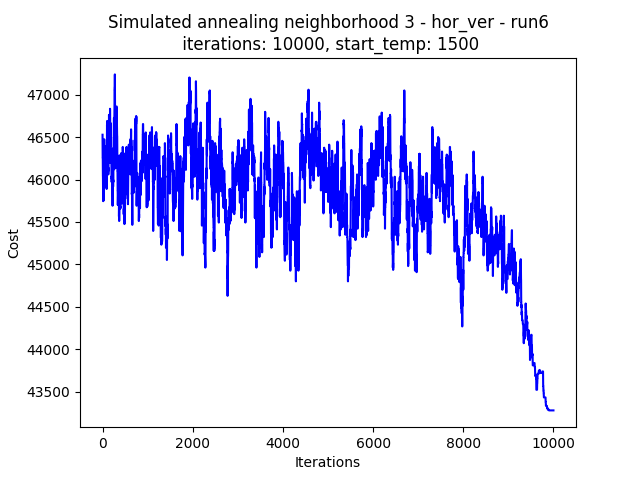 Simulated annealing neighborhood 3 - hor_ver - run6
iterations: 10000, start_temp: 1500
47000
46500
46000
45500
45000
44500
44000
43500
Cost
0 2000 4000 6000 8000 10000
Iterations